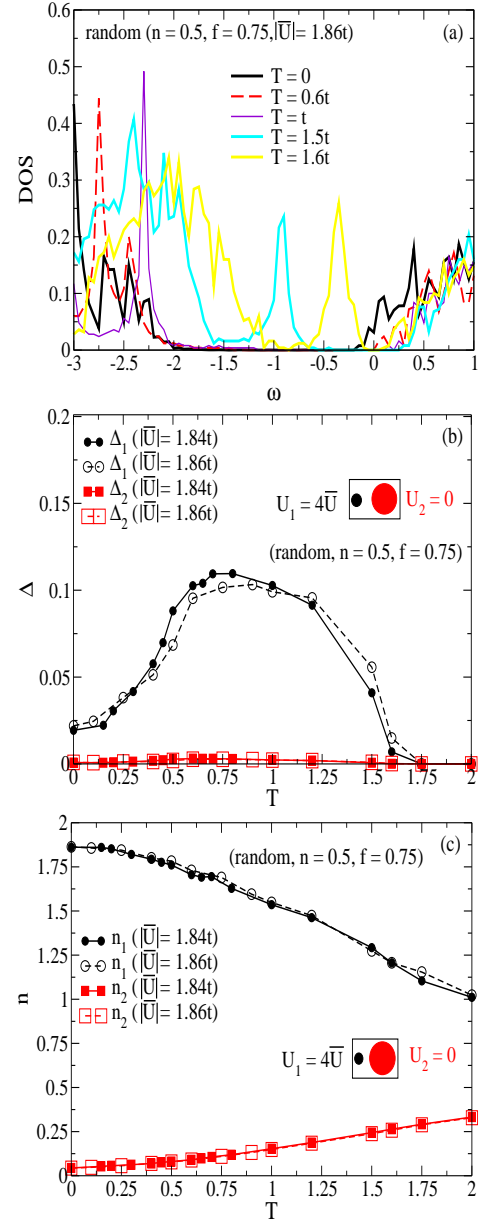 random (n = 0.5, f = 0.75,|U̅|= 1.86t) (a)
T = 0
T = 0.6t
T = t
T = 1.5t
T = 1.6t
DOS
0.5
0.4
0.3
0.2
0.1
0
-3 -2.5 -2 -1.5 -1 -0.5 0 0.5 1
ω
0.2
0.15
0.1
0.05
0
(b)
Δ₁ (|U̅|= 1.84t)
Δ₁ (|U̅|= 1.86t)
Δ₂ (|U̅|= 1.84t)
Δ₂ (|U̅|= 1.86t)
U₁ = 4U̅ U₂ = 0
(random, n = 0.5, f = 0.75)
Δ
0 0.25 0.5 0.75 1 1.25 1.5 1.75 2
T
2
1.75
1.5
1.25
1
0.75
0.5
0.25
0
(c)
(random, n = 0.5, f = 0.75)
n₁ (|U̅|= 1.84t)
n₁ (|U̅|= 1.86t)
n₂ (|U̅|= 1.84t)
n₂ (|U̅|= 1.86t)
U₁ = 4U̅ U₂ = 0
n
0 0.25 0.5 0.75 1 1.25 1.5 1.75 2
T